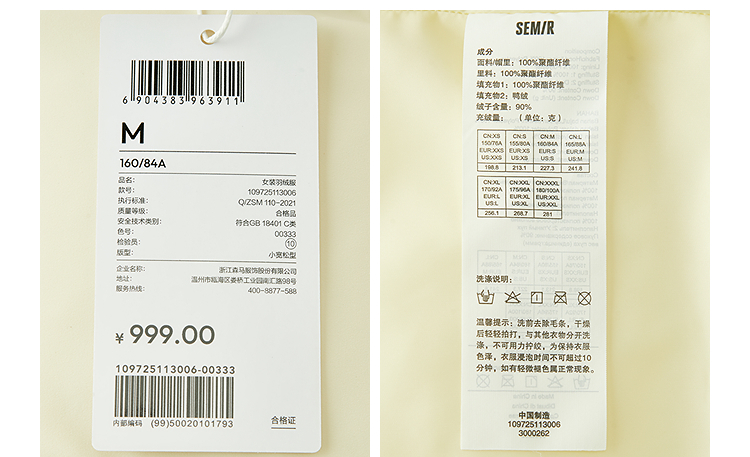 6 904383 963911
M
160/84A
品名: 女装羽绒服
款号: 109725113006
执行标准: Q/ZSM 110-2021
质量等级: 合格品
安全技术类别: 符合GB 18401 C类
色号: 00333
检验员: 10
版型: 小宽松型
企业名称: 浙江森马服饰股份有限公司
地址: 温州市瓯海区娄桥工业园南汇路98号
服务热线: 400-8877-588
¥ 999.00
109725113006-00333
内部编码 (99)50020101793
合格证
SEMIR
成分
面料/帽里: 100%聚酯纤维
里料: 100%聚酯纤维
填充物1: 100%聚酯纤维
填充物2: 鸭绒
绒子含量: 90%
充绒量: (单位: 克)
CN:XS CN:S CN:M CN:L
150/76A 155/80A 160/84A 165/88A
EUR:XXS EUR:XS EUR:S EUR:M
US:XXS US:XS US:S US:M
198.8 213.1 227.3 241.8
CN:XL CN:XXL CN:XXXL
170/92A 175/96A 180/100A
EUR:L EUR:XL EUR:XXL
US:L US:XL US:XXL
256.1 268.7 281
洗涤说明:
温馨提示: 洗前去除毛条, 干燥
后轻轻拍打, 与其他衣物分开洗
涤, 不可用力拧绞, 为保持衣服
色泽, 衣服浸泡时间不可超过10
分钟, 如有轻微褪色属正常现象。
中国制造
109725113006
3000262